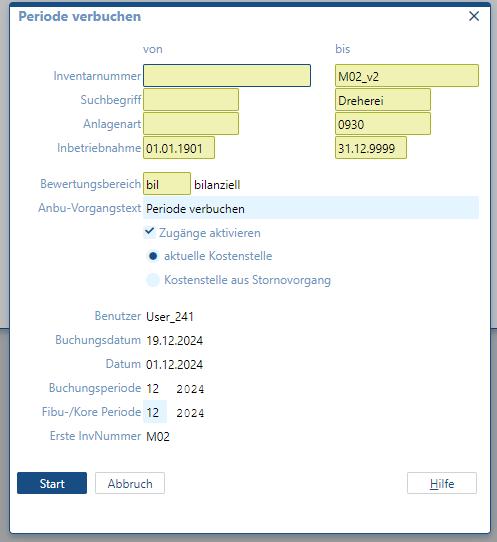 Periode verbuchen
von bis
Inventarnummer M02_v2
Suchbegriff Dreherei
Anlagenart 0930
Inbetriebnahme 01.01.1901 31.12.9999
Bewertungsbereich bil bilanziell
Anbu-Vorgangstext Periode verbuchen
Zugänge aktivieren
aktuelle Kostenstelle
Kostenstelle aus Stornovorgang
Benutzer User_241
Buchungsdatum 19.12.2024
Datum 01.12.2024
Buchungsperiode 12 2024
Fibu-/Kore Periode 12 2024
Erste InvNummer M02
Start Abbruch Hilfe